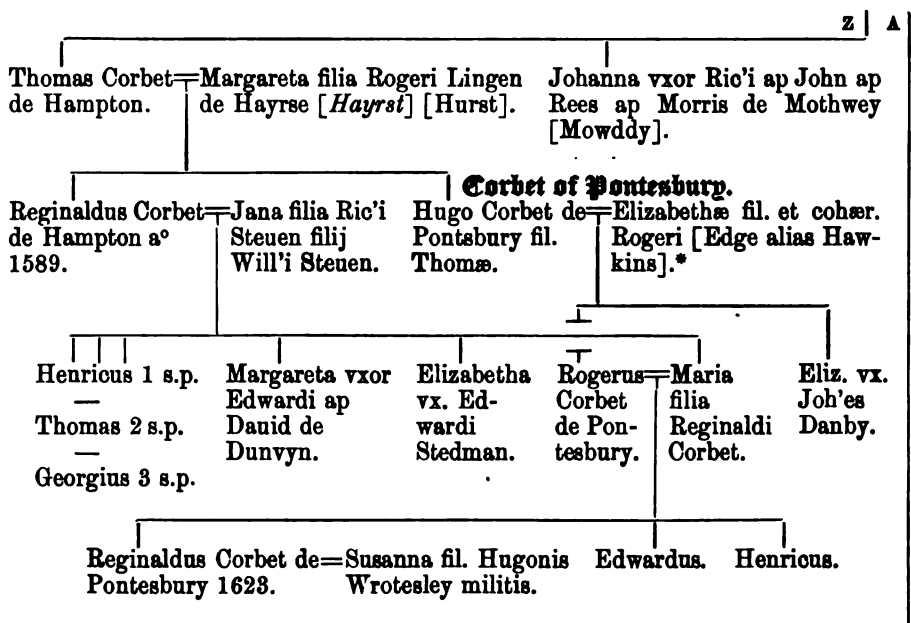 Z A
Thomas Corbet=Margareta filia Rogeri Lingen
de Hampton. de Hayrse [Hayrst] [Hurst].
Johanna vxor Ric'i ap John ap
Rees ap Morris de Mothwey
[Mowddy].
Corbet of Pontesbury.
Reginaldus Corbet=Jana filia Ric'i
de Hampton aº Steuen filij
1589. Will'i Steuen.
Hugo Corbet de=Elizabethæ fil. et cohær.
Pontsbury fil. Rogeri [Edge alias Haw-
Thomæ. kins].*
Henricus 1 s.p.
—
Thomas 2 s.p.
—
Georgius 3 s.p.
Margareta vxor
Edwardi ap
Dauid de
Dunvyn.
Elizabetha
vx. Ed-
wardi
Stedman.
Rogerus=Maria
Corbet filia
de Pon- Reginaldi
tesbury. Corbet.
Eliz. vx.
Joh'es
Danby.
Reginaldus Corbet de=Susanna fil. Hugonis
Pontesbury 1623. Wrotesley militis.
Edwardus.
Henricus.